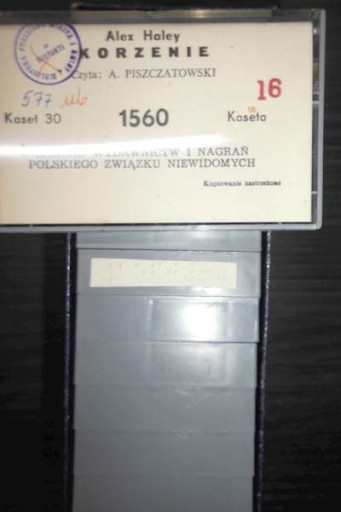 Alex Haley
KORZENIE
Czyta: A. PISZCZATOWSKI
16
577
Kaset 30
1560
Kaseta
WYDAWNICTW I NAGRAŃ
POLSKIEGO ZWIĄZKU NIEWIDOMYCH
Kopiowanie zastrzeżone